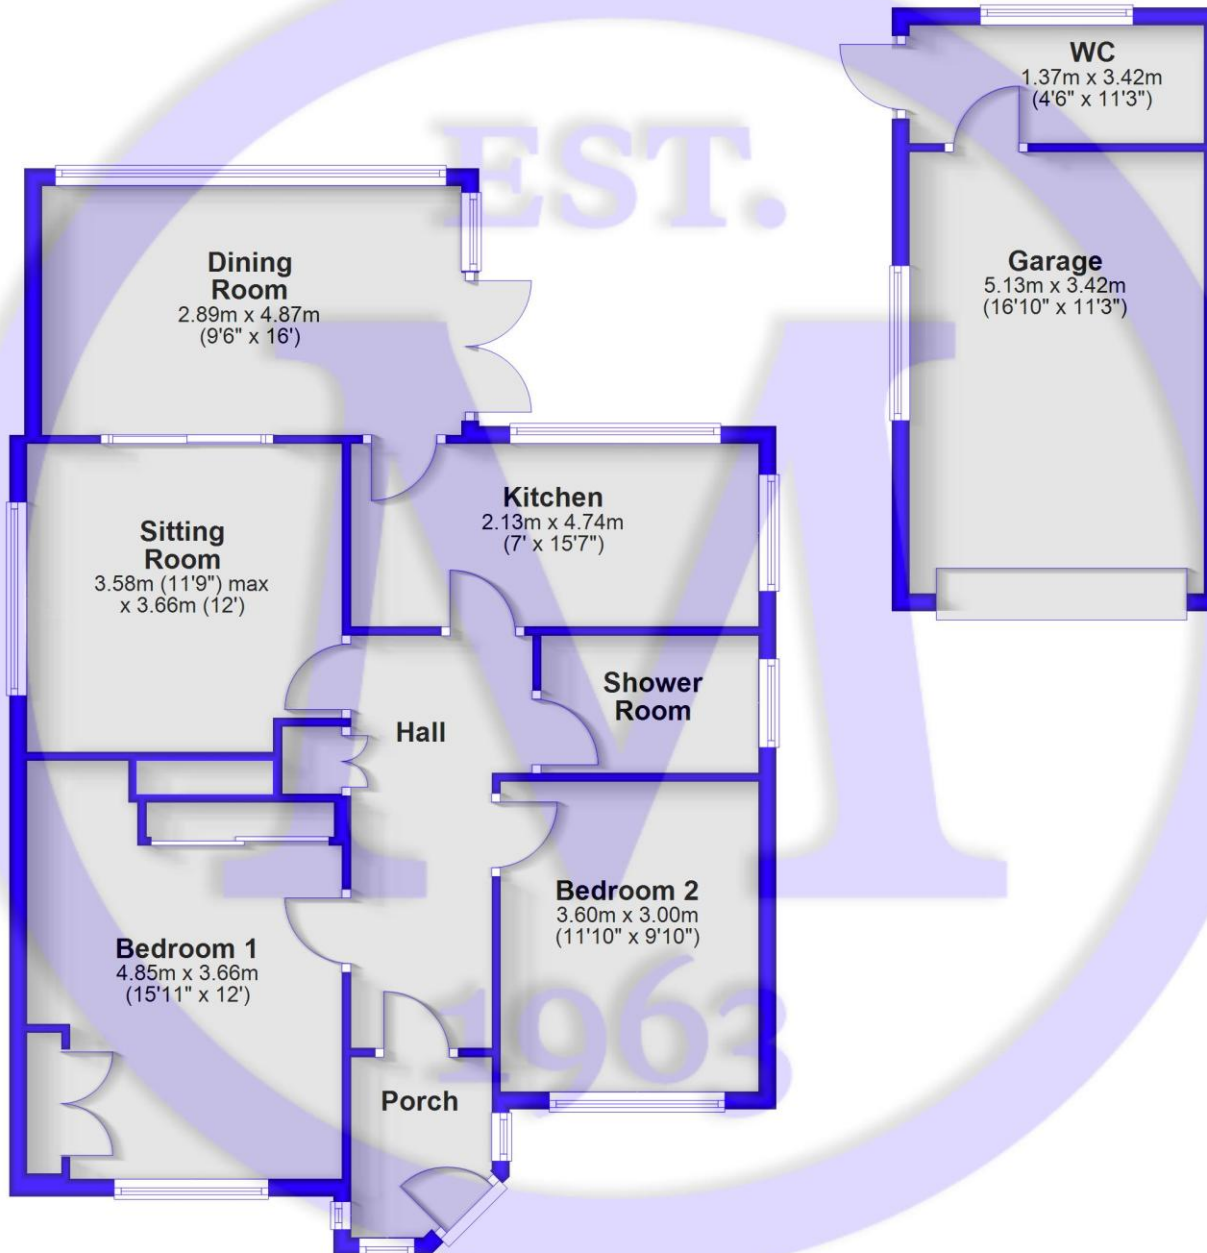 EST.
WC
1.37m x 3.42m
(4'6" x 11'3")
Dining
Room
2.89m x 4.87m
(9'6" x 16')
Garage
5.13m x 3.42m
(16'10" x 11'3")
Kitchen
2.13m x 4.74m
(7' x 15'7")
Sitting
Room
3.58m (11'9") max
x 3.66m (12')
Shower
Room
Hall
Bedroom 2
3.60m x 3.00m
(11'10" x 9'10")
Bedroom 1
4.85m x 3.66m
(15'11" x 12')
M
1963
Porch